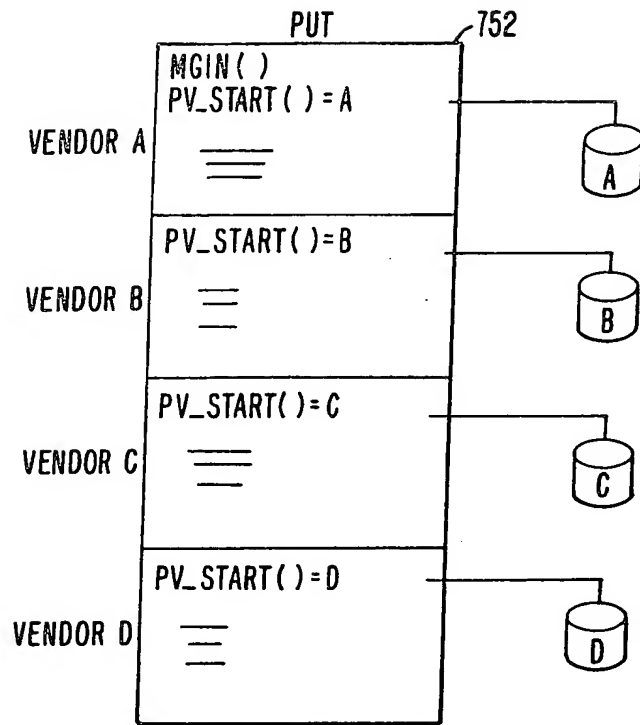 PUT
752
MGIN( )
PV_START( )=A
VENDOR A
A
PV_START( )=B
VENDOR B
B
PV_START( )=C
VENDOR C
C
PV_START( )=D
VENDOR D
D